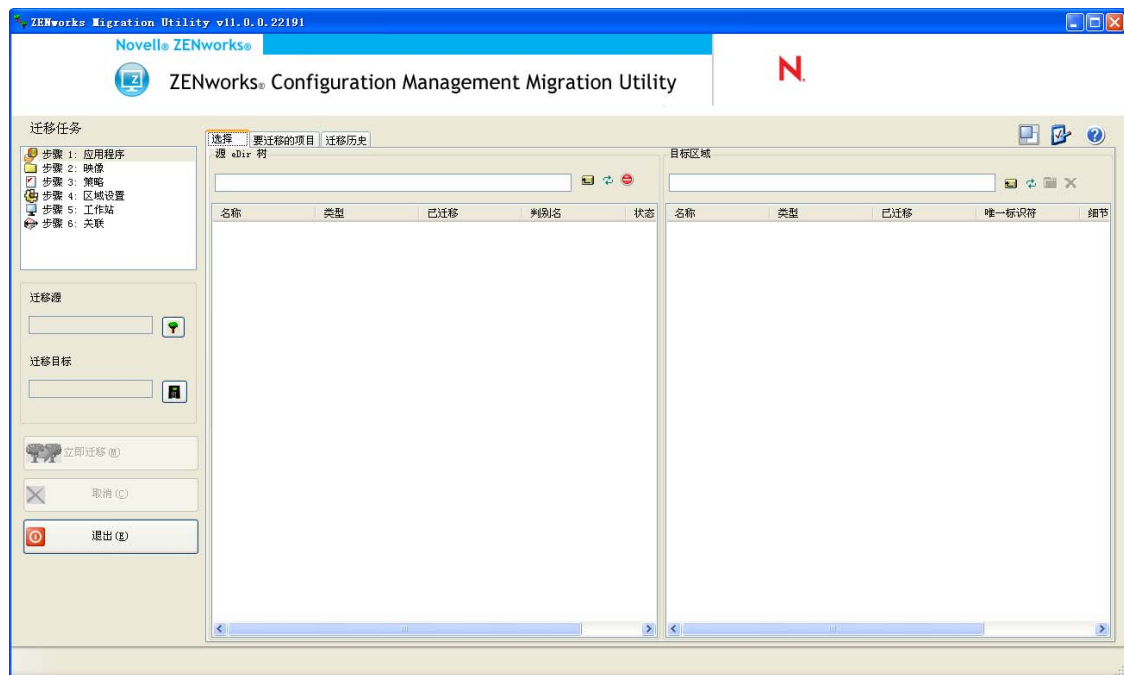 ZENworks Migration Utility v11.0.0.22191
Novell® ZENworks®
ZENworks® Configuration Management Migration Utility
N.
迁移任务
步骤 1: 应用程序
步骤 2: 映像
步骤 3: 策略
步骤 4: 区域设置
步骤 5: 工作站
步骤 6: 关联
迁移源
迁移目标
立即迁移(M)
取消(C)
退出(E)
选择 要迁移的项目 迁移历史
源 eDir 树
名称 类型 已迁移 判别名 状态
目标区域
名称 类型 已迁移 唯一标识符 细节